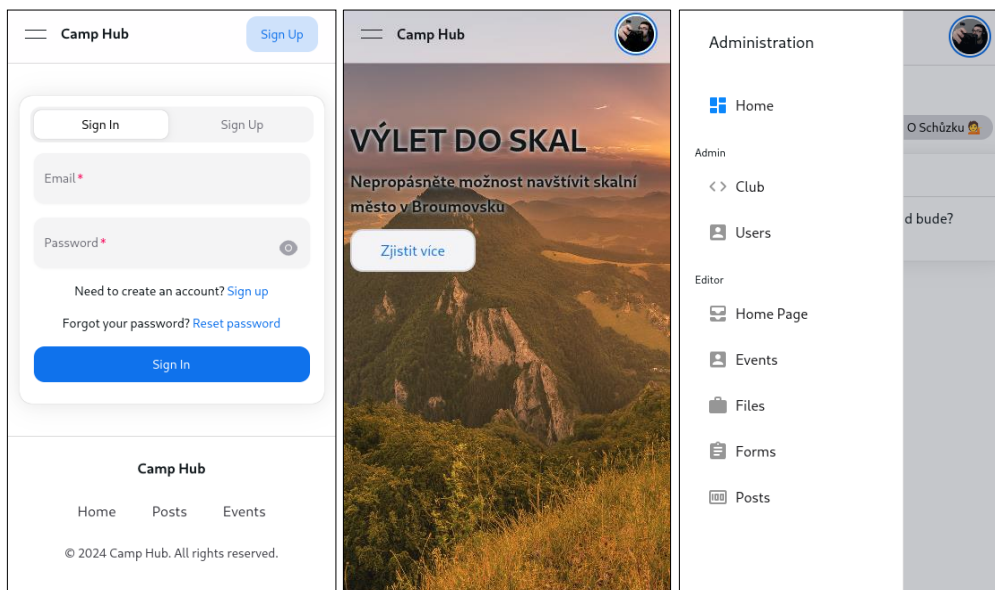 Camp Hub
Sign Up
Sign In
Sign Up
Email *
Password *
Need to create an account? Sign up
Forgot your password? Reset password
Sign In
Camp Hub
Home Posts Events
© 2024 Camp Hub. All rights reserved.
Camp Hub
VÝLET DO SKAL
Nepropásněte možnost navštívit skalní
město v Broumovsku
Zjistit více
Administration
Home
Admin
Club
Users
Editor
Home Page
Events
Files
Forms
Posts
O Schůzku 🙋
d bude?